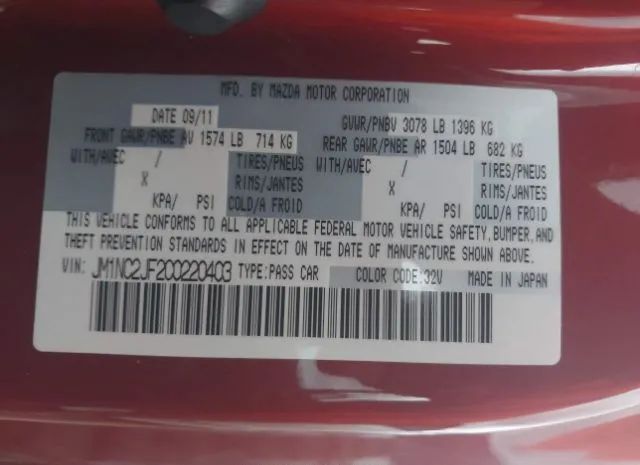 MFD. BY MAZDA MOTOR CORPORATION
DATE 09/11 GVWR/PNBV 3078 LB 1396 KG
FRONT GAWR/PNBE AV 1574 LB 714 KG REAR GAWR/PNBE AR 1504 LB 682 KG
WITH/AVEC / TIRES/PNEUS WITH/AVEC / TIRES/PNEUS
X RIMS/JANTES X RIMS/JANTES
KPA/ PSI COLD/A FROID KPA/ PSI COLD/A FROID
THIS VEHICLE CONFORMS TO ALL APPLICABLE FEDERAL MOTOR VEHICLE SAFETY, BUMPER, AND
THEFT PREVENTION STANDARDS IN EFFECT ON THE DATE OF MANUFACTURE SHOWN ABOVE.
VIN: JM1NC2JF2C0220403 TYPE:PASS CAR COLOR CODE:32V MADE IN JAPAN